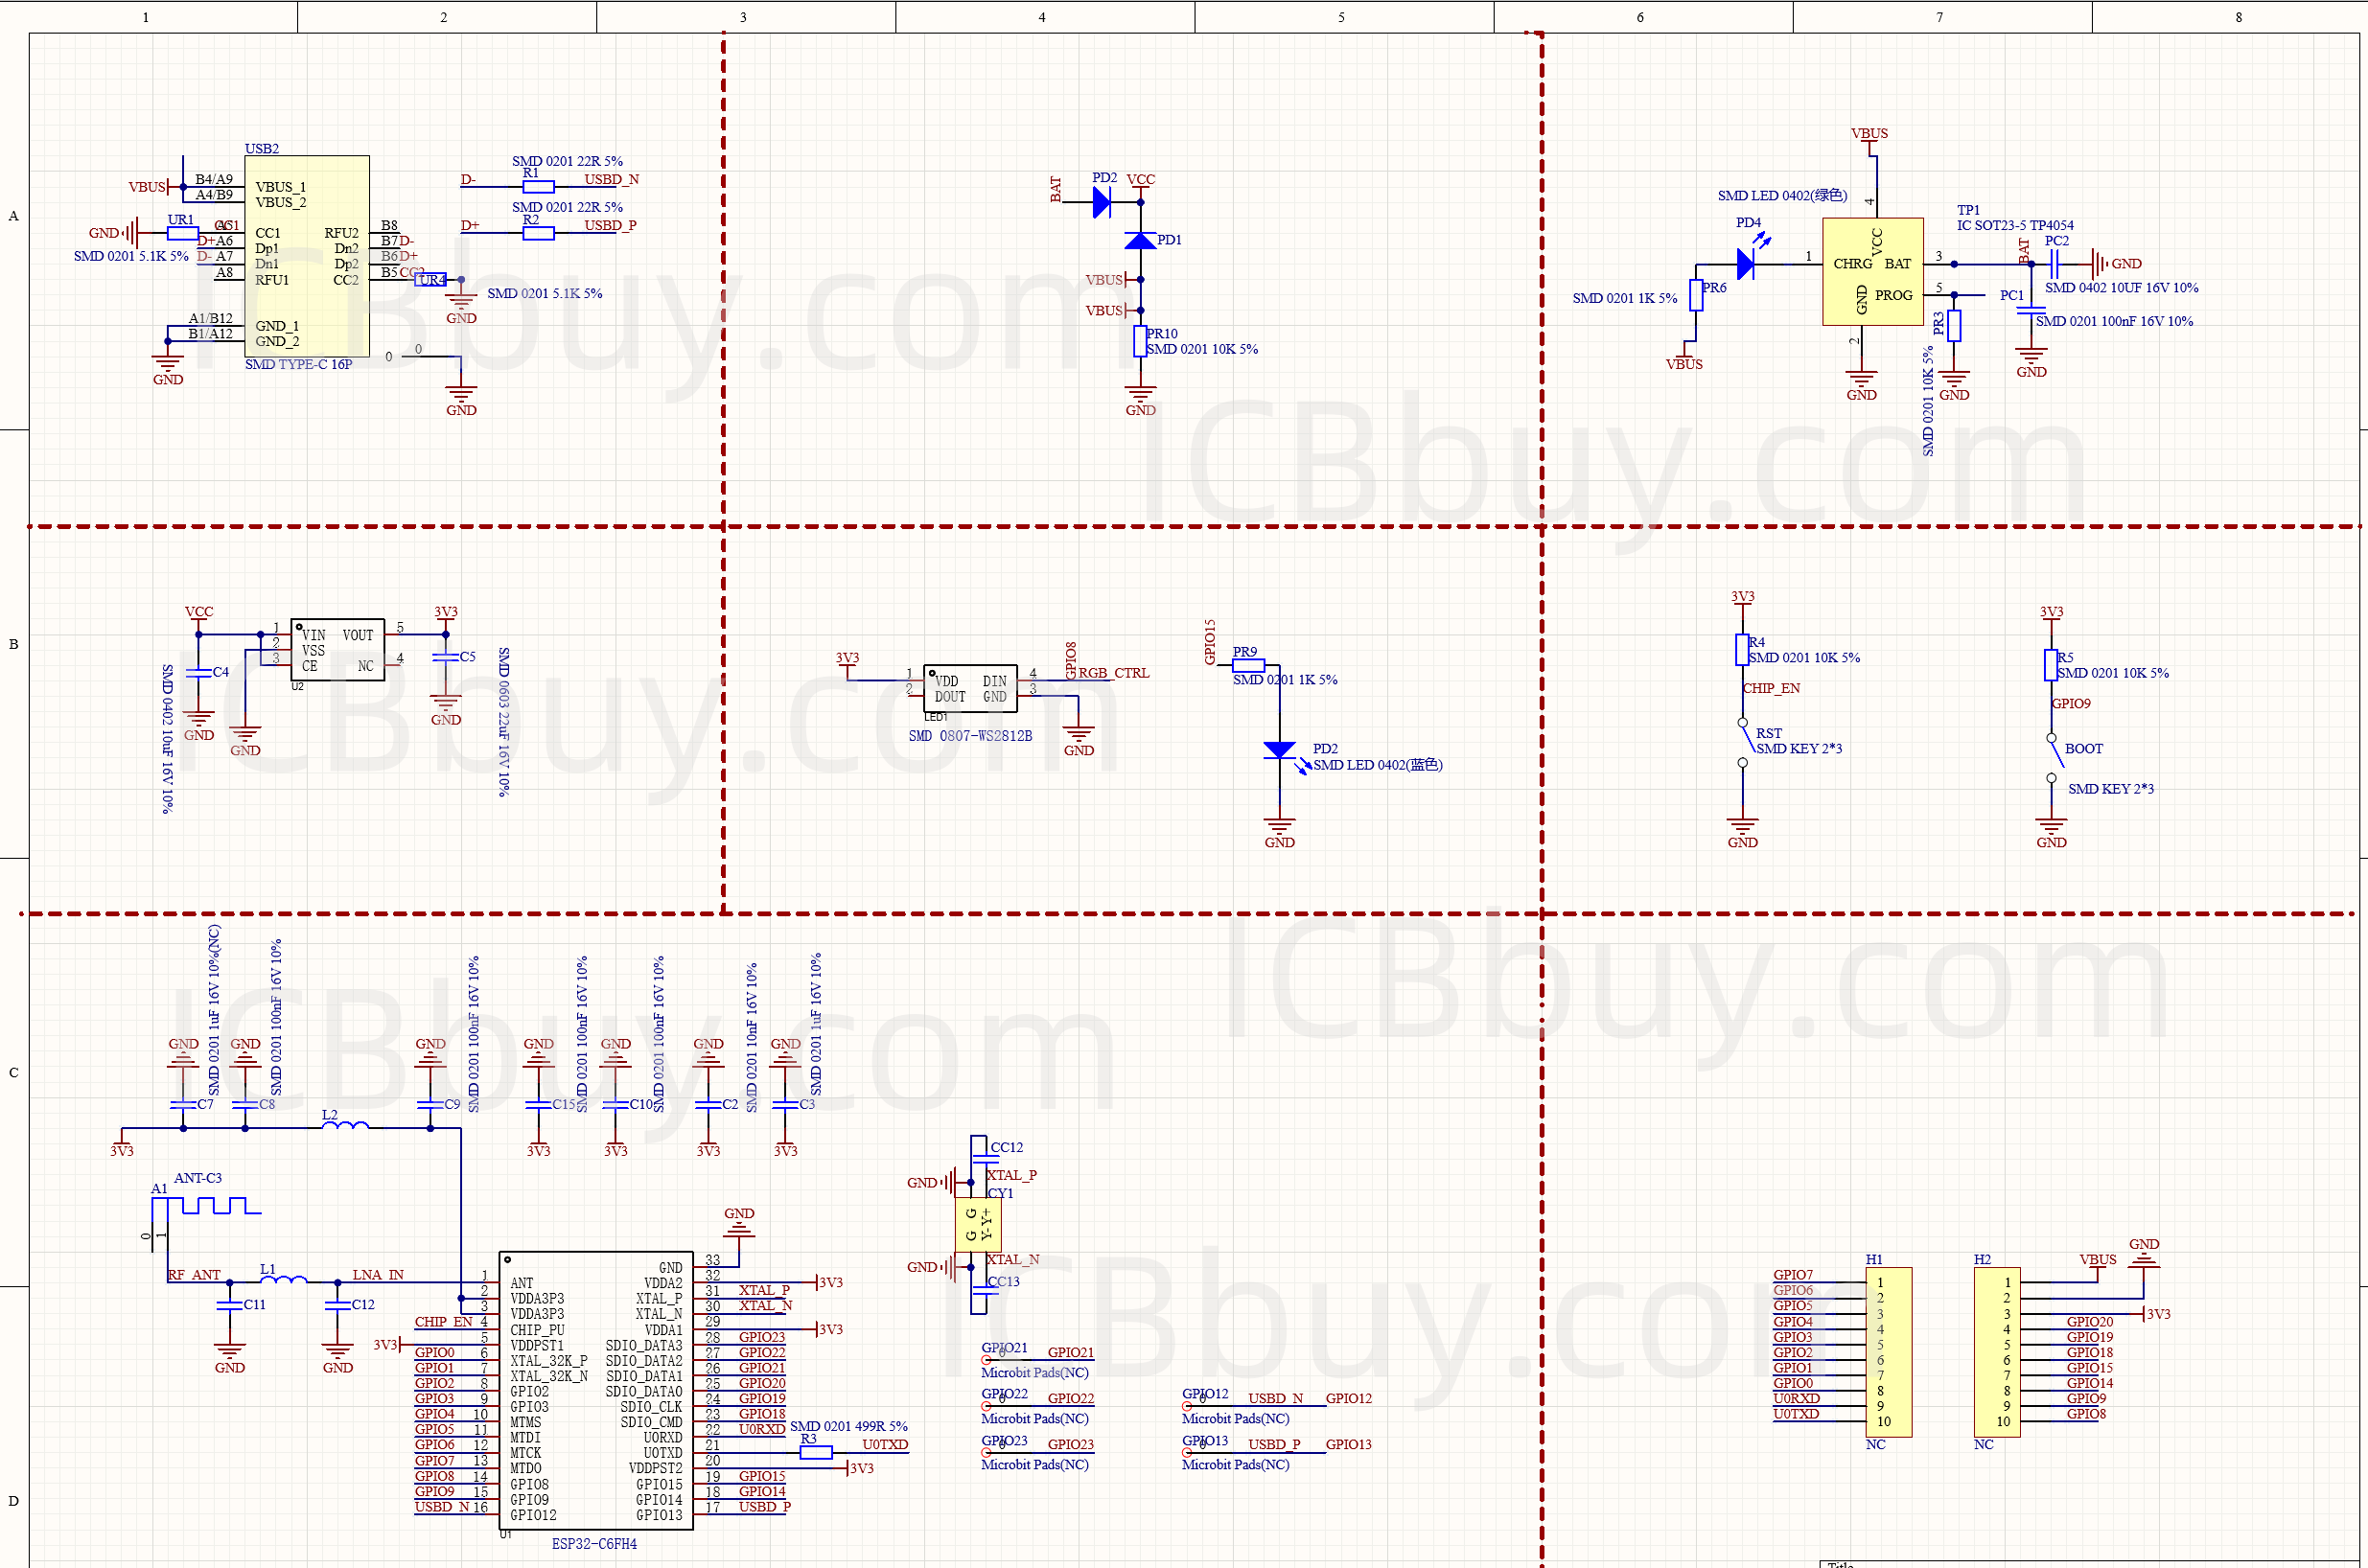 1 2 3 4 5 6 7 8
A
USB2
VBUS
B4/A9
A4/B9
VBUS_1
VBUS_2
GND
UR1
CC1
A5
D+
A6
D-
A7
A8
CC1
Dp1
Dn1
RFU1
RFU2
Dn2
Dp2
CC2
B8
B7
D-
B6
D+
B5
CC2
UR4
SMD 0201 5.1K 5%
SMD 0201 5.1K 5%
GND
A1/B12
B1/A12
GND_1
GND_2
GND
SMD TYPE-C 16P
0
0
GND
SMD 0201 22R 5%
D-
R1
USBD_N
SMD 0201 22R 5%
D+
R2
USBD_P
BAT
PD2
VCC
PD1
VBUS
VBUS
PR10
SMD 0201 10K 5%
GND
VBUS
SMD LED 0402(绿色)
4
PD4
TP1
IC SOT23-5 TP4054
VCC
CHRG
BAT
PROG
GND
1
3
5
2
BAT
PC2
GND
SMD 0402 10UF 16V 10%
PR6
SMD 0201 1K 5%
VBUS
PC1
SMD 0201 100nF 16V 10%
PR3
SMD 0201 10K 5%
GND
GND
GND
B
VCC
1
2
3
VIN
VSS
CE
VOUT
NC
5
4
3V3
U2
C4
C5
SMD 0402 10uF 16V 10%
SMD 0603 22uF 16V 10%
GND
GND
GND
3V3
1
2
VDD
DOUT
DIN
GND
4
3
GPIO8
RGB_CTRL
LED1
SMD 0807-WS2812B
GND
GPIO15
PR9
SMD 0201 1K 5%
PD2
SMD LED 0402(蓝色)
GND
3V3
R4
SMD 0201 10K 5%
CHIP_EN
RST
SMD KEY 2*3
GND
3V3
R5
SMD 0201 10K 5%
GPIO9
BOOT
SMD KEY 2*3
GND
C
SMD 0201 1uF 16V 10%(NC)
SMD 0201 100nF 16V 10%
SMD 0201 100nF 16V 10%
SMD 0201 100nF 16V 10%
SMD 0201 100nF 16V 10%
SMD 0201 10nF 16V 10%
SMD 0201 1uF 16V 10%
GND GND GND GND GND GND GND
C7 C8 C9 C15 C10 C2 C3
L2
3V3 3V3 3V3 3V3 3V3
ANT-C3
A1
0
1
RF_ANT
L1
LNA_IN
C11
C12
GND
GND
CC12
GND
XTAL_P
CY1
G G
Y- Y+
GND
XTAL_N
CC13
GND
1 ANT
2 VDDA3P3
3 VDDA3P3
CHIP_EN 4 CHIP_PU
3V3 5 VDDPST1
GPIO0 6 XTAL_32K_P
GPIO1 7 XTAL_32K_N
GPIO2 8 GPIO2
GPIO3 9 GPIO3
GPIO4 10 MTMS
GPIO5 11 MTDI
GPIO6 12 MTCK
GPIO7 13 MTDO
GPIO8 14 GPIO8
GPIO9 15 GPIO9
USBD_N 16 GPIO12
GND 33
VDDA2 32 3V3
XTAL_P 31 XTAL_P
XTAL_N 30 XTAL_N
VDDA1 29 3V3
SDIO_DATA3 28 GPIO23
SDIO_DATA2 27 GPIO22
SDIO_DATA1 26 GPIO21
SDIO_DATA0 25 GPIO20
SDIO_CLK 24 GPIO19
SDIO_CMD 23 GPIO18
U0RXD 22 U0RXD
U0TXD 21
SMD 0201 499R 5%
R3
U0TXD
VDDPST2 20 3V3
GPIO15 19 GPIO15
GPIO14 18 GPIO14
GPIO13 17 USBD_P
U1
ESP32-C6FH4
GPIO21
0
GPIO21
Microbit Pads(NC)
GPIO22
0
GPIO22
Microbit Pads(NC)
GPIO23
0
GPIO23
Microbit Pads(NC)
GPIO12
0
USBD_N GPIO12
Microbit Pads(NC)
GPIO13
0
USBD_P GPIO13
Microbit Pads(NC)
H1
GPIO7 1
GPIO6 2
GPIO5 3
GPIO4 4
GPIO3 5
GPIO2 6
GPIO1 7
GPIO0 8
U0RXD 9
U0TXD 10
NC
H2
1 VBUS
2 GND
3 3V3
4 GPIO20
5 GPIO19
6 GPIO18
7 GPIO15
8 GPIO14
9 GPIO9
10 GPIO8
NC
D
Title
ICBbuy.com
ICBbuy.com
ICBbuy.com
ICBbuy.com
ICBbuy.com
ICBbuy.com